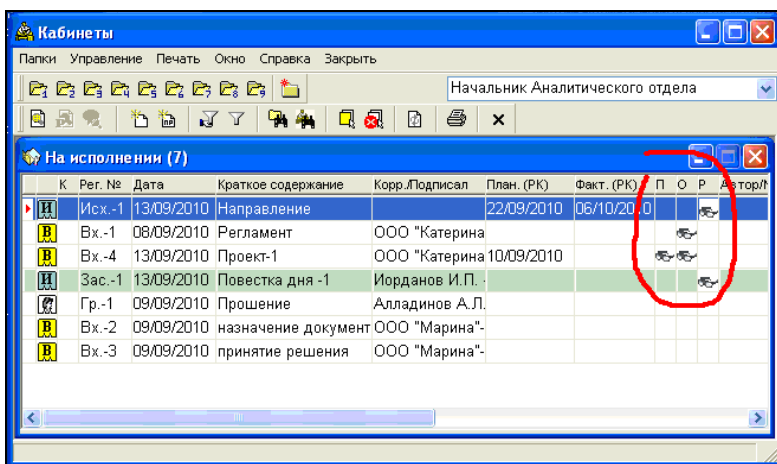 Кабинеты
Папки Управление Печать Окно Справка Закрыть
Начальник Аналитического отдела
На исполнении (7)
К Рег. № Дата Краткое содержание Корр./Подписал План. (РК) Факт. (РК) П О Р Автор/
И Исх.-1 13/09/2010 Направление 22/09/2010 06/10/2010
В Вх.-1 08/09/2010 Регламент ООО "Катерина
В Вх.-4 13/09/2010 Проект-1 ООО "Катерина 10/09/2010
И Зас.-1 13/09/2010 Повестка дня -1 Иорданов И.П. -
Гр.-1 09/09/2010 Прошение Алладинов А.Л.
В Вх.-2 09/09/2010 назначение документ ООО "Марина"-
В Вх.-3 09/09/2010 принятие решения ООО "Марина"-